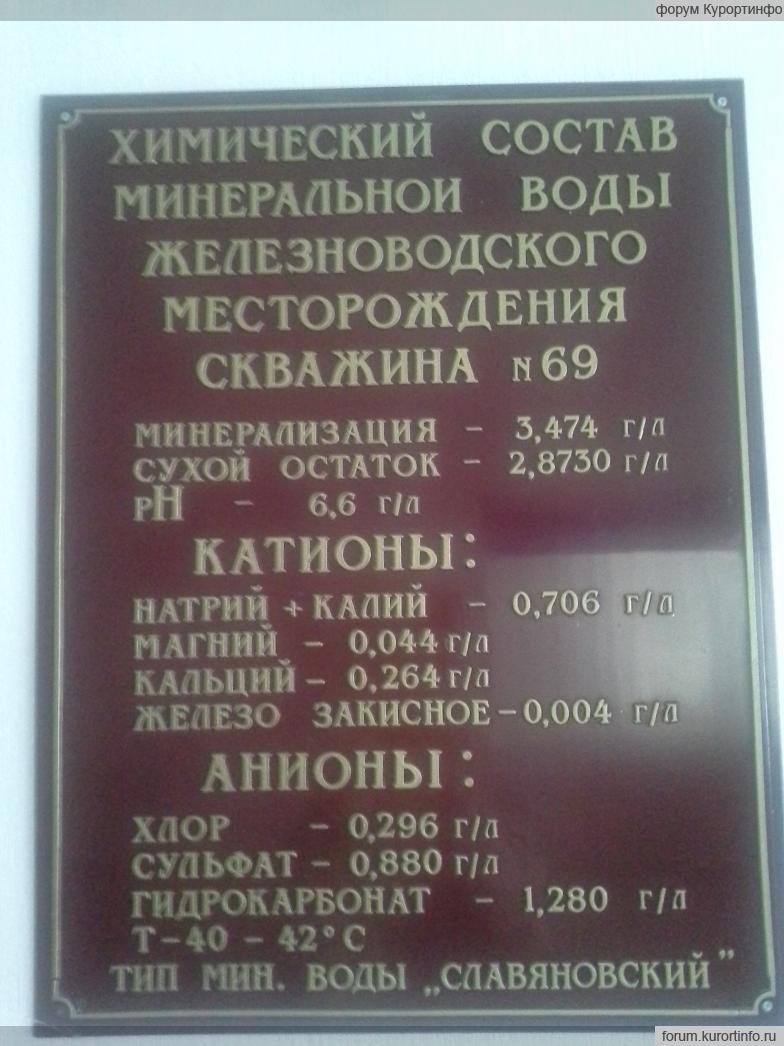 форум Курортинфо
ХИМИЧЕСКИЙ СОСТАВ
МИНЕРАЛЬНОЙ ВОДЫ
ЖЕЛЕЗНОВОДСКОГО
МЕСТОРОЖДЕНИЯ
СКВАЖИНА N 69
МИНЕРАЛИЗАЦИЯ - 3,474 г/л
СУХОЙ ОСТАТОК - 2,8730 г/л
рН - 6,6 г/л
КАТИОНЫ:
НАТРИЙ + КАЛИЙ - 0,706 г/л
МАГНИЙ - 0,044 г/л
КАЛЬЦИЙ - 0,264 г/л
ЖЕЛЕЗО ЗАКИСНОЕ - 0,004 г/л
АНИОНЫ:
ХЛОР - 0,296 г/л
СУЛЬФАТ - 0,880 г/л
ГИДРОКАРБОНАТ - 1,280 г/л
Т - 40 - 42° С
ТИП МИН. ВОДЫ „СЛАВЯНОВСКИЙ"
forum.kurortinfo.ru